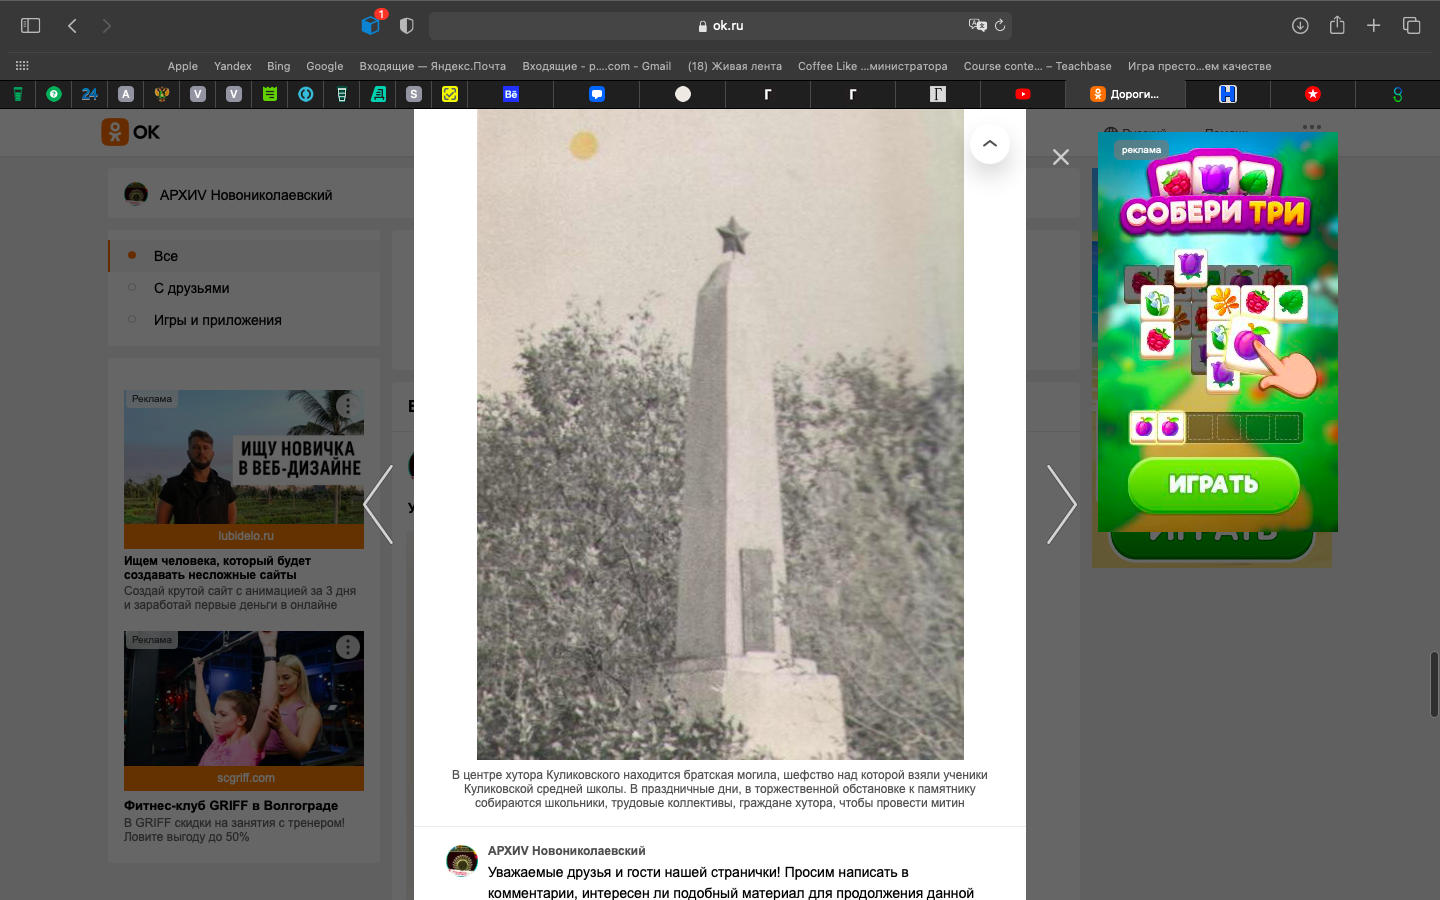 1
ok.ru
Apple
Yandex
Bing
Google
Входящие — Яндекс.Почта
Входящие - p....com - Gmail
(18) Живая лента
Coffee Like ...министратора
Course conte... – Teachbase
Игра престо...ем качестве
24
A
V
V
S
Bē
Г
Г
Г
Дороги...
H
ОК
АРХИV Новониколаевский
Все
С друзьями
Игры и приложения
Реклама
ИЩУ НОВИЧКА
В ВЕБ-ДИЗАЙНЕ
lubidelo.ru
Ищем человека, который будет
создавать несложные сайты
Создай крутой сайт с анимацией за 3 дня
и заработай первые деньги в онлайне
Реклама
scgriff.com
Фитнес-клуб GRIFF в Волгограде
В GRIFF скидки на занятия с тренером!
Ловите выгоду до 50%
В центре хутора Куликовского находится братская могила, шефство над которой взяли ученики
Куликовской средней школы. В праздничные дни, в торжественной обстановке к памятнику
собираются школьники, трудовые коллективы, граждане хутора, чтобы провести митин
АРХИV Новониколаевский
Уважаемые друзья и гости нашей странички! Просим написать в
комментарии, интересен ли подобный материал для продолжения данной
реклама
СОБЕРИ ТРИ
ИГРАТЬ
ИГРАТЬ